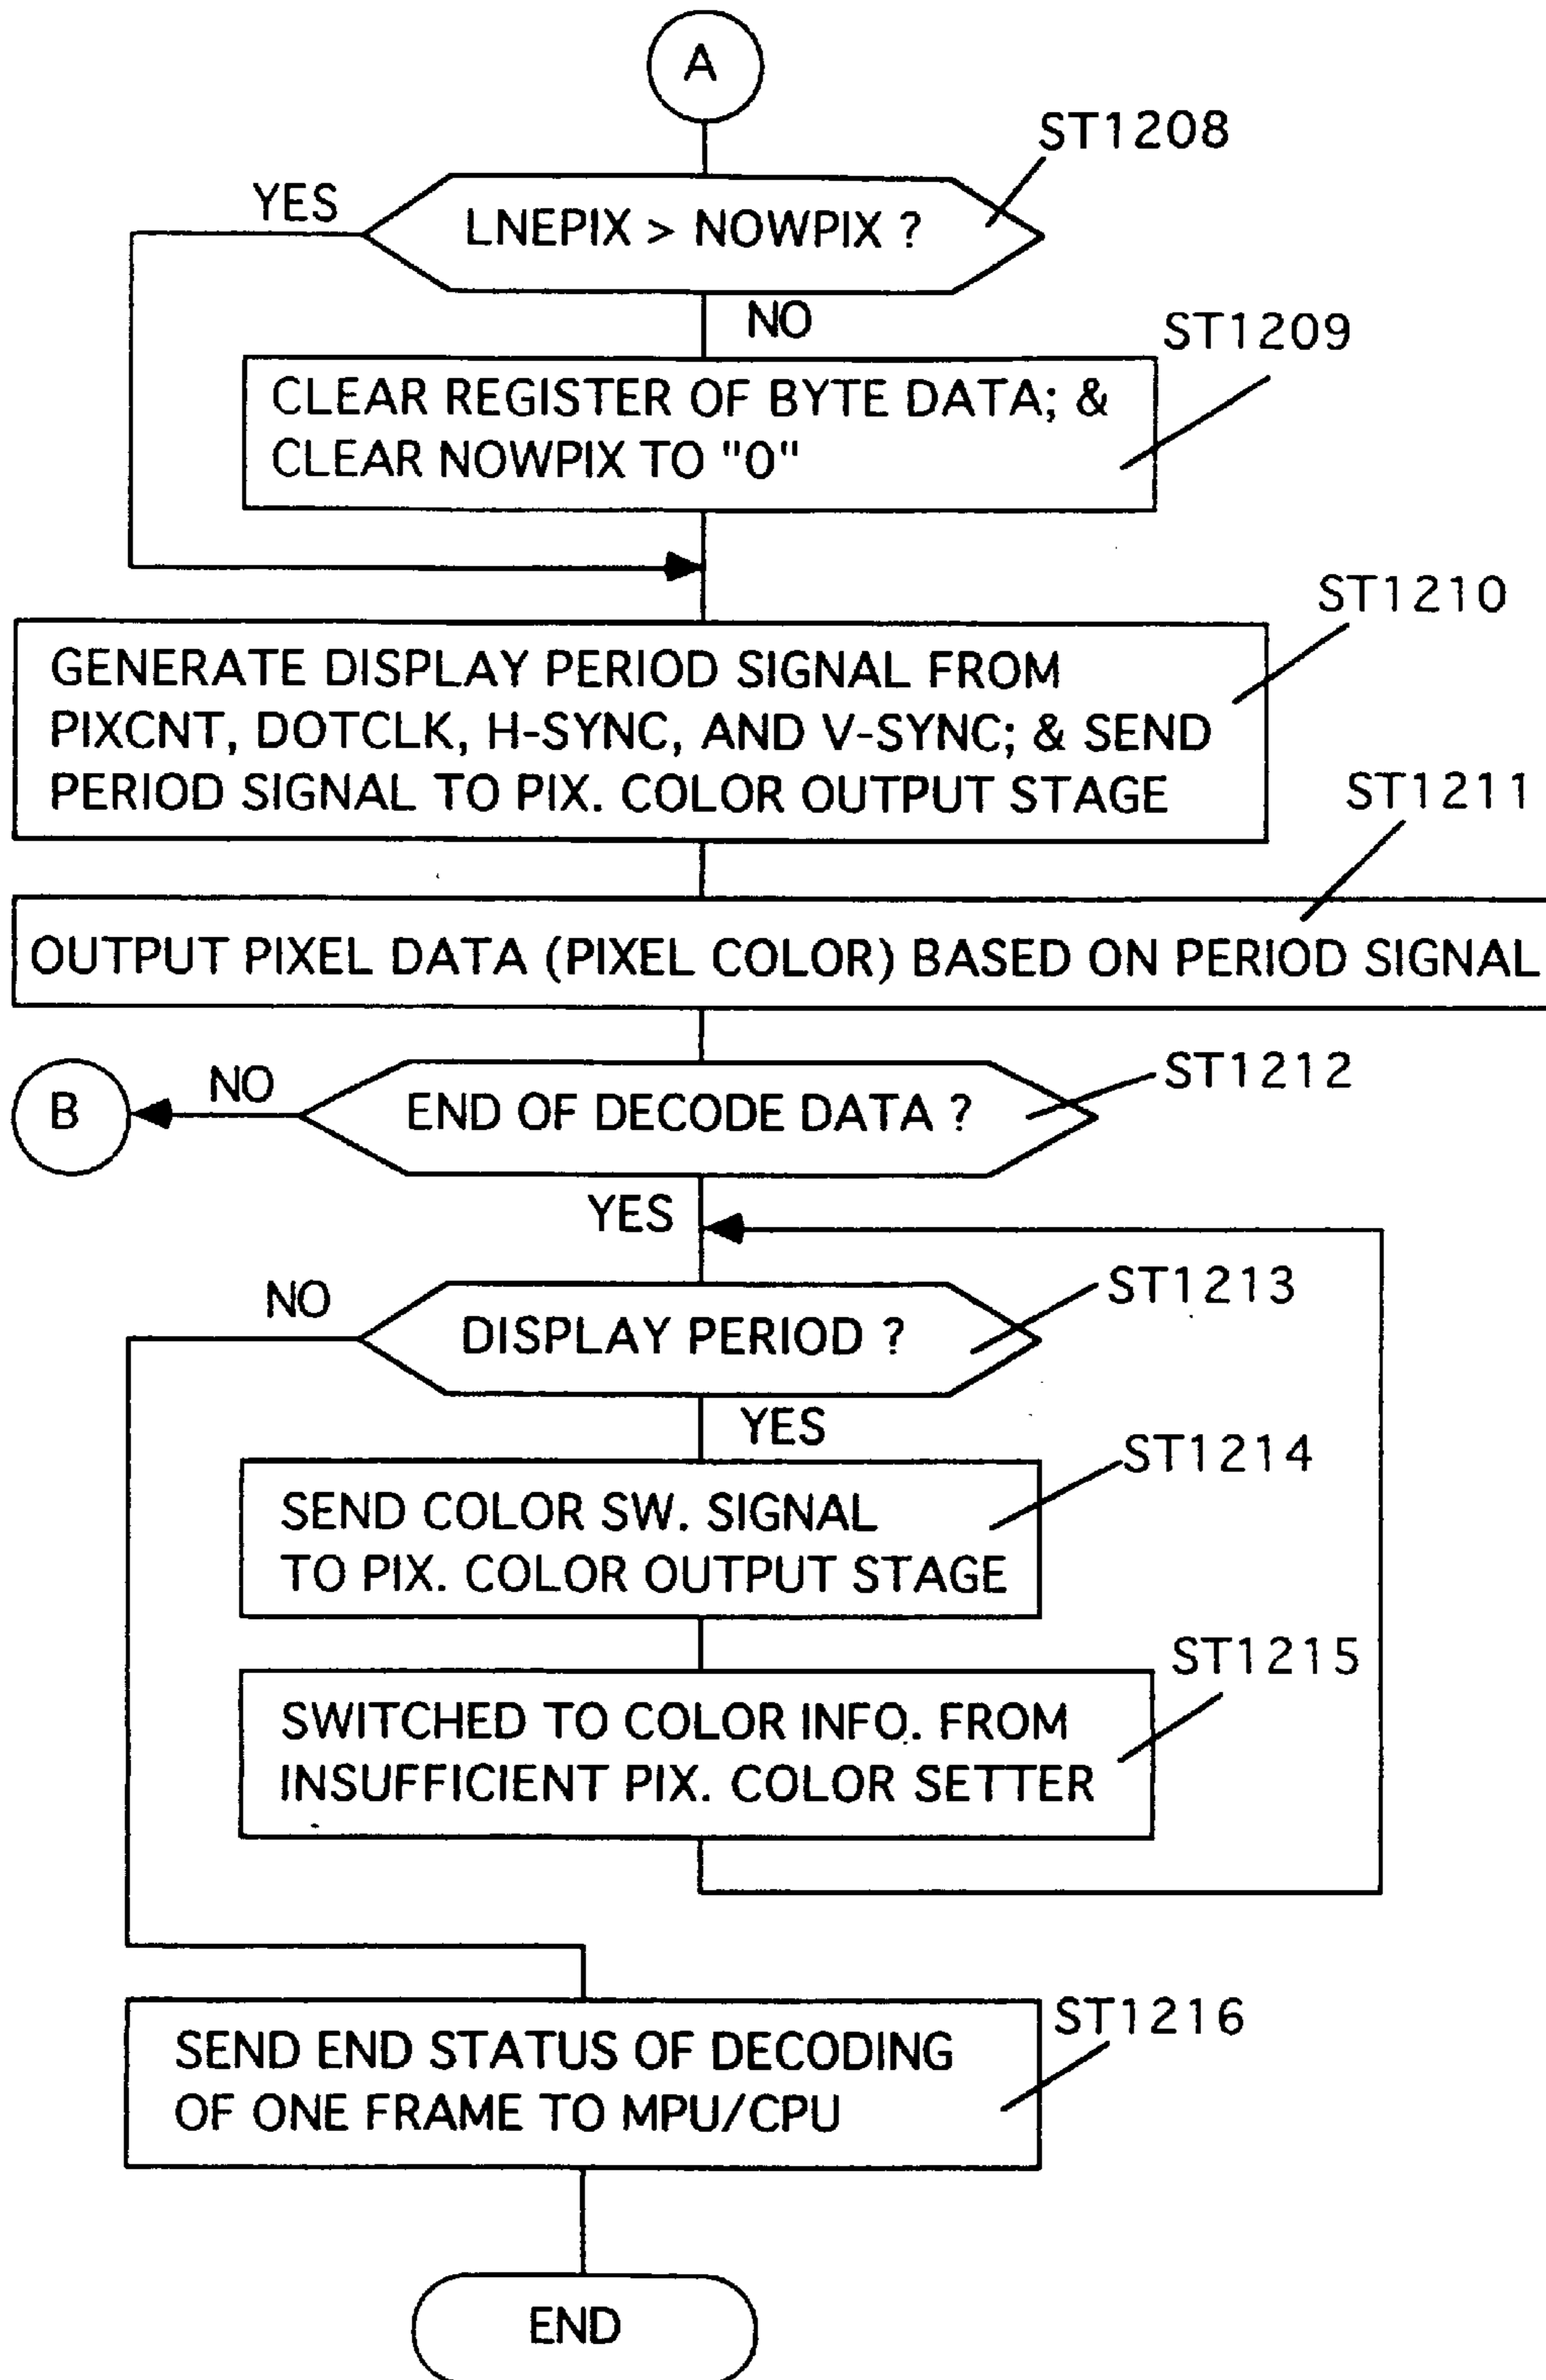 A
ST1208
YES
LNEPIX > NOWPIX ?
NO
ST1209
CLEAR REGISTER OF BYTE DATA; &
CLEAR NOWPIX TO "0"
ST1210
GENERATE DISPLAY PERIOD SIGNAL FROM
PIXCNT, DOTCLK, H-SYNC, AND V-SYNC; & SEND
PERIOD SIGNAL TO PIX. COLOR OUTPUT STAGE
ST1211
OUTPUT PIXEL DATA (PIXEL COLOR) BASED ON PERIOD SIGNAL
ST1212
B
NO
END OF DECODE DATA ?
YES
NO
ST1213
DISPLAY PERIOD ?
YES
ST1214
SEND COLOR SW. SIGNAL
TO PIX. COLOR OUTPUT STAGE
ST1215
SWITCHED TO COLOR INFO. FROM
INSUFFICIENT PIX. COLOR SETTER
ST1216
SEND END STATUS OF DECODING
OF ONE FRAME TO MPU/CPU
END